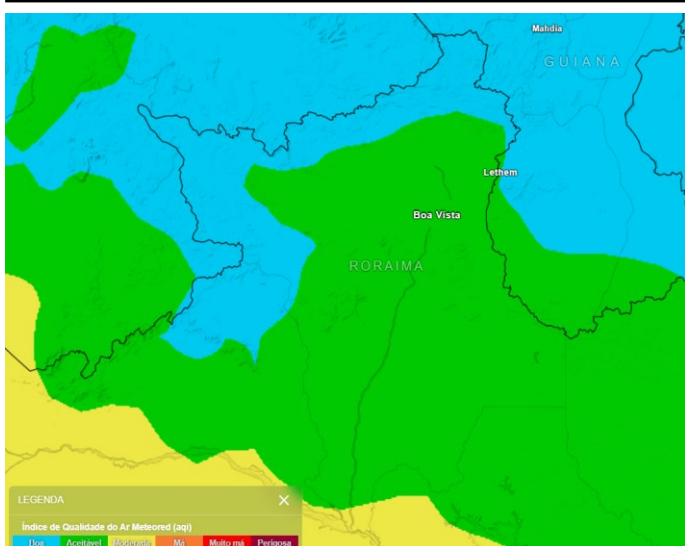 Mahdia
GUIANA
Lethem
Boa Vista
RORAIMA
LEGENDA
Índice de Qualidade do Ar Meteored (aqi)
Boa Aceitável Moderada Má Muito má Perigosa